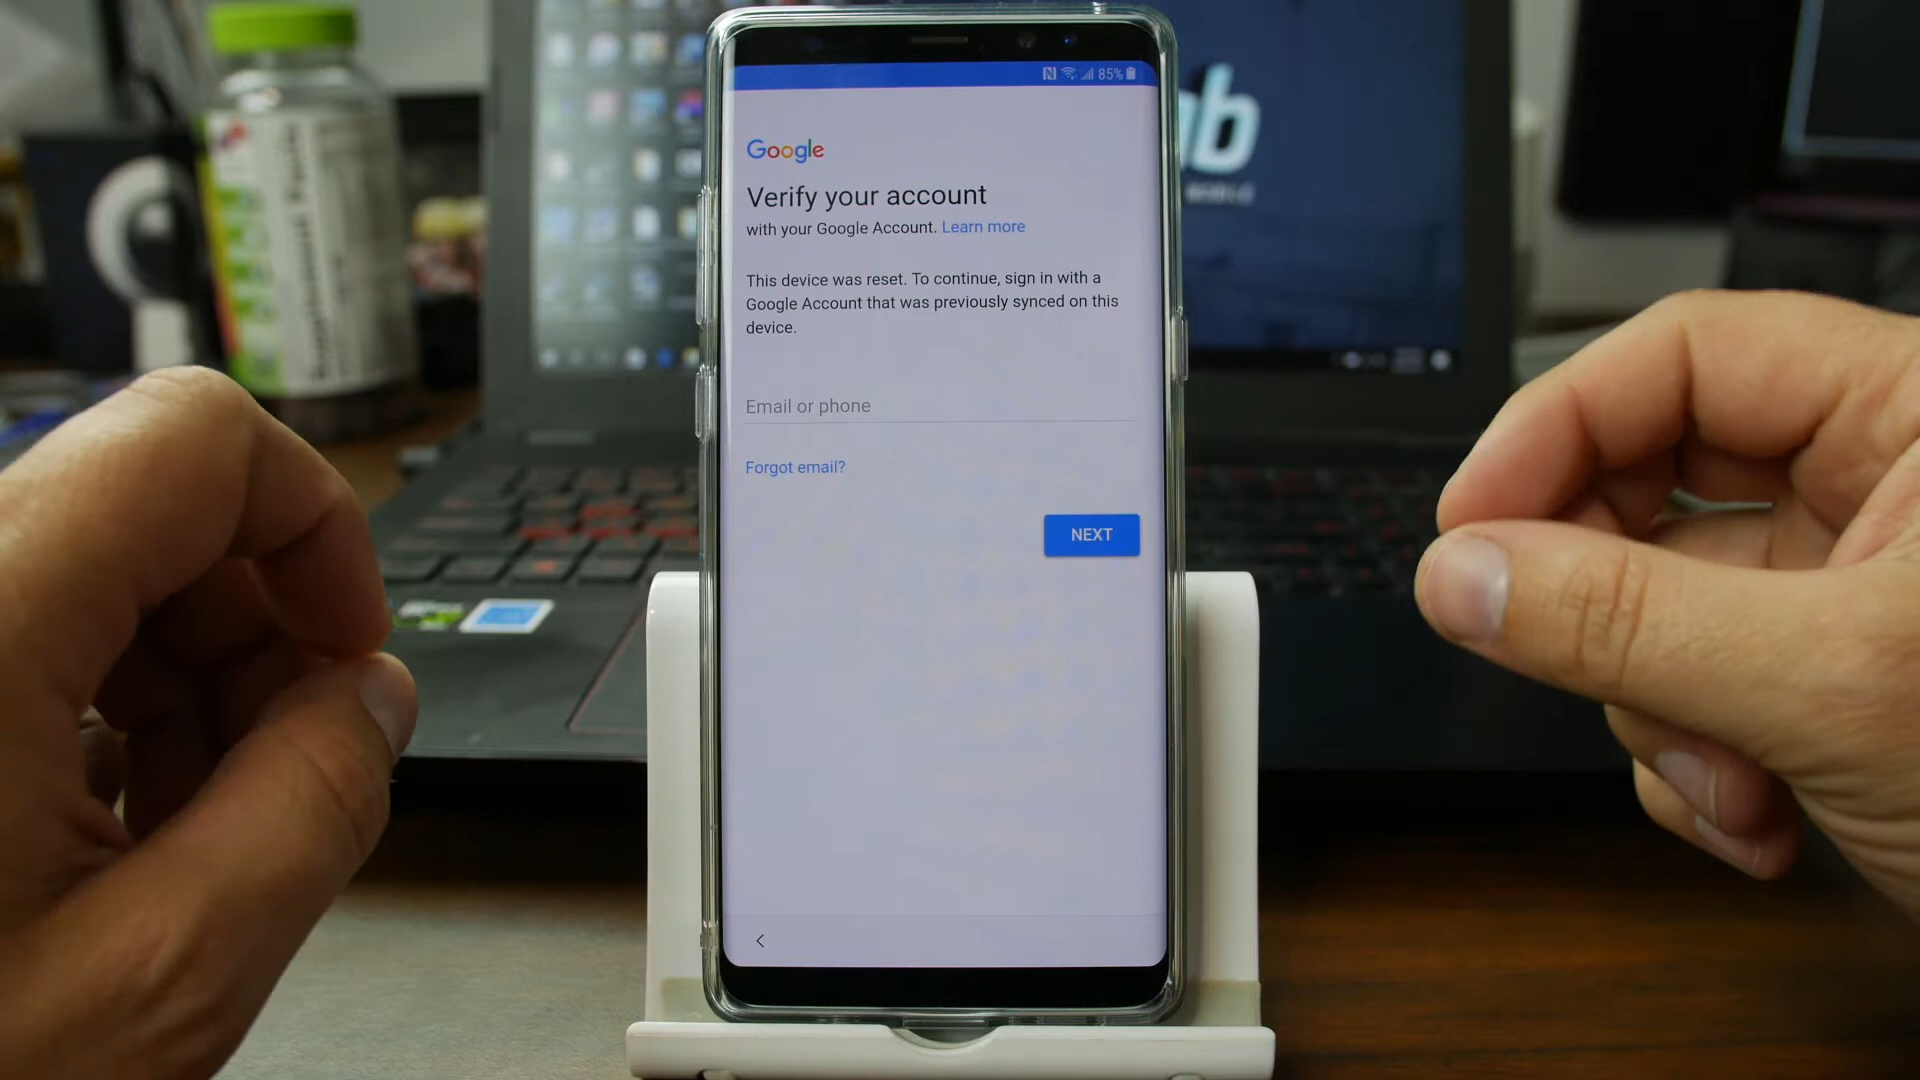 85%
Google
Verify your account
with your Google Account. Learn more
This device was reset. To continue, sign in with a
Google Account that was previously synced on this
device.
Email or phone
Forgot email?
NEXT
MOBILE